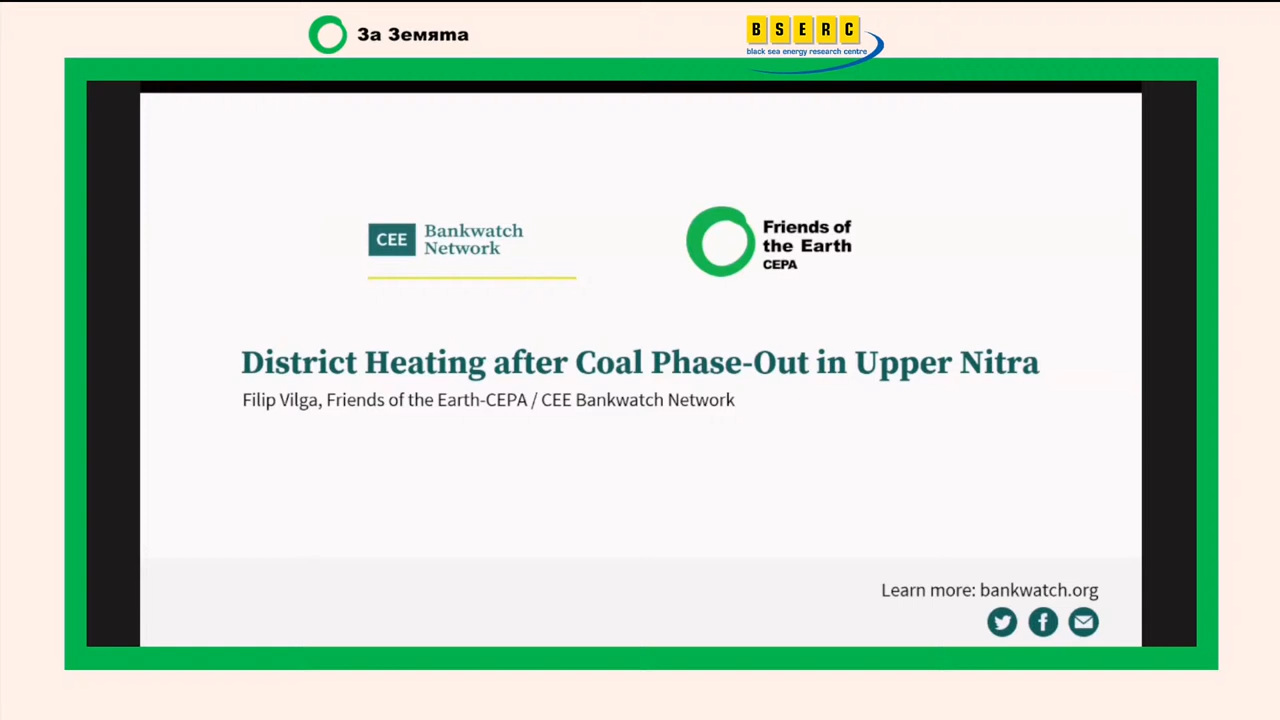 За Земята
BSERC
black sea energy research centre
CEE
Bankwatch
Network
Friends of
the Earth
CEPA
District Heating after Coal Phase-Out in Upper Nitra
Filip Vilga, Friends of the Earth-CEPA / CEE Bankwatch Network
Learn more: bankwatch.org